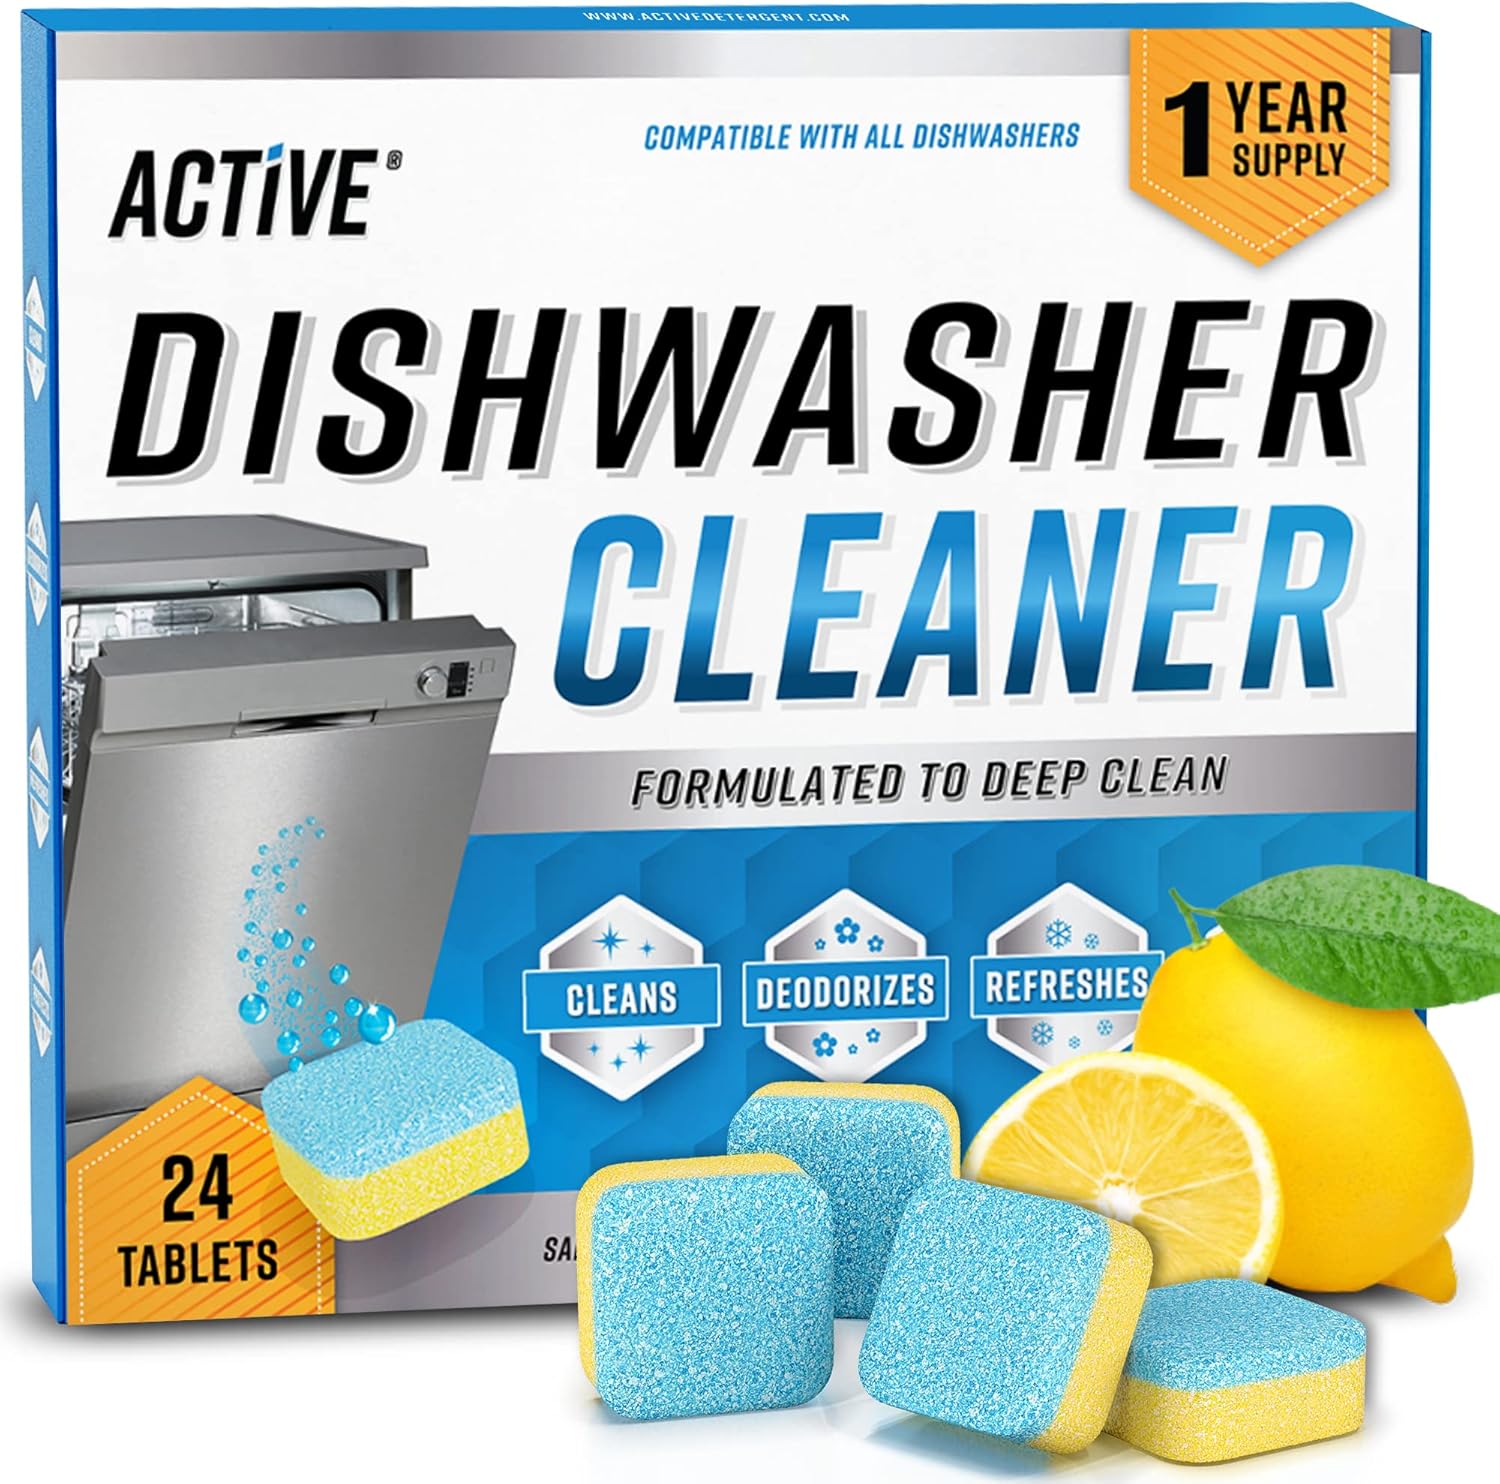 WWW.ACTIVEDETERGENT.COM
COMPATIBLE WITH ALL DISHWASHERS
1 YEAR
SUPPLY
ACTiVE®
DISHWASHER
CLEANER
FORMULATED TO DEEP CLEAN
CLEANS
DEODORIZES
REFRESHES
24
TABLETS